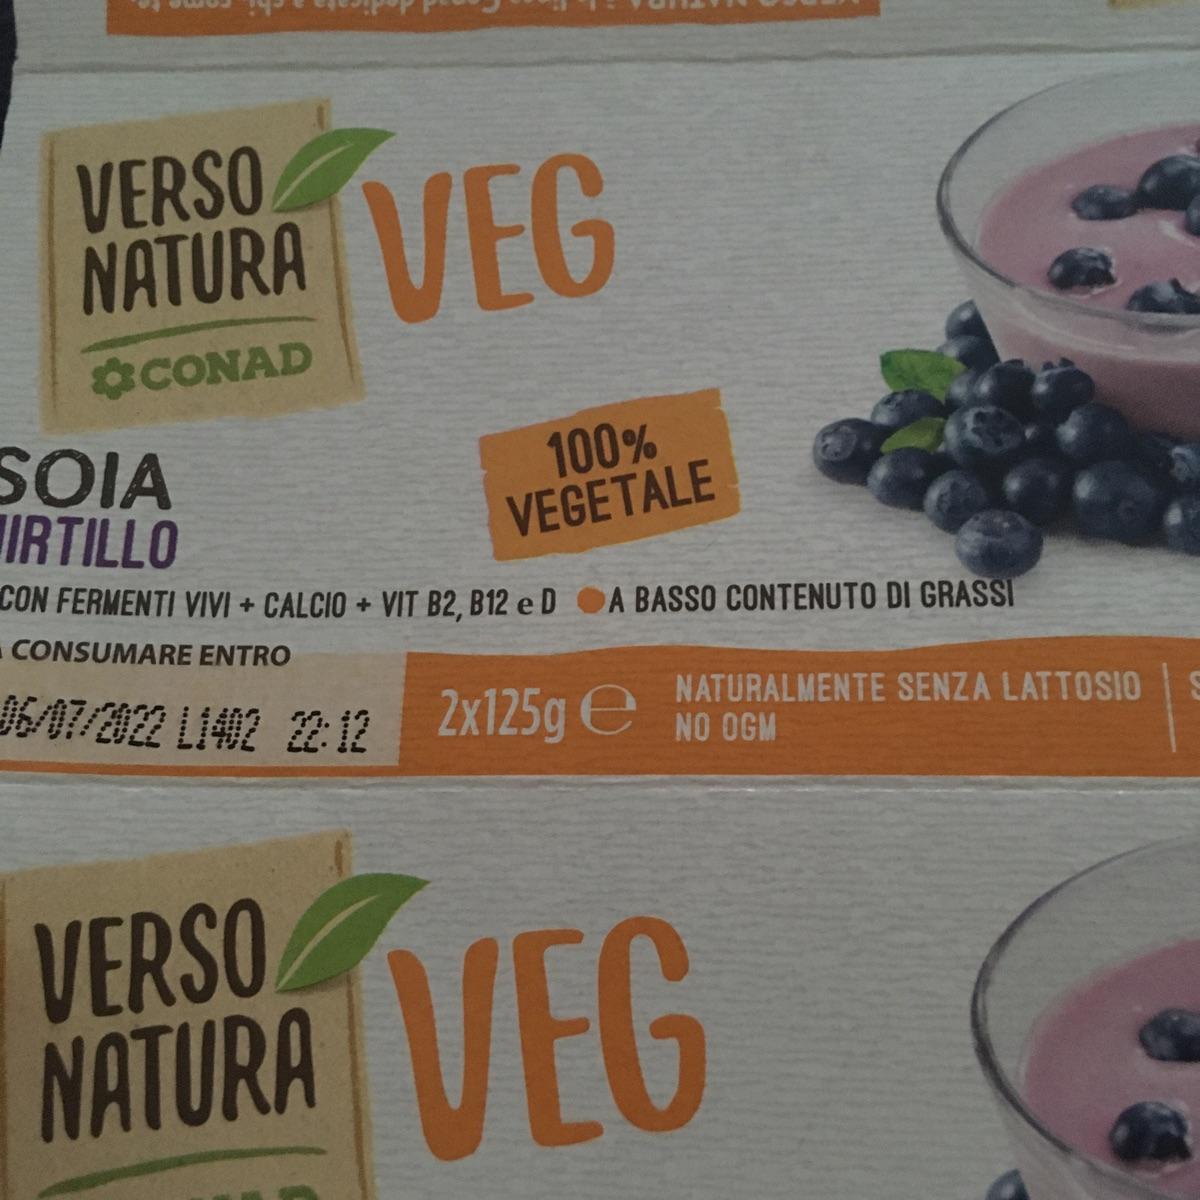 VERSO
NATURA
CONAD
VEG
100%
VEGETALE
SOIA
CON FERMENTI VIVI + CALCIO + VIT B2, B12 e D
A BASSO CONTENUTO DI GRASSI
CONSUMARE ENTRO
06/07/2022 L1402 22:12
2x125g ℮
NATURALMENTE SENZA LATTOSIO
NO OGM
VERSO
NATURA
VEG